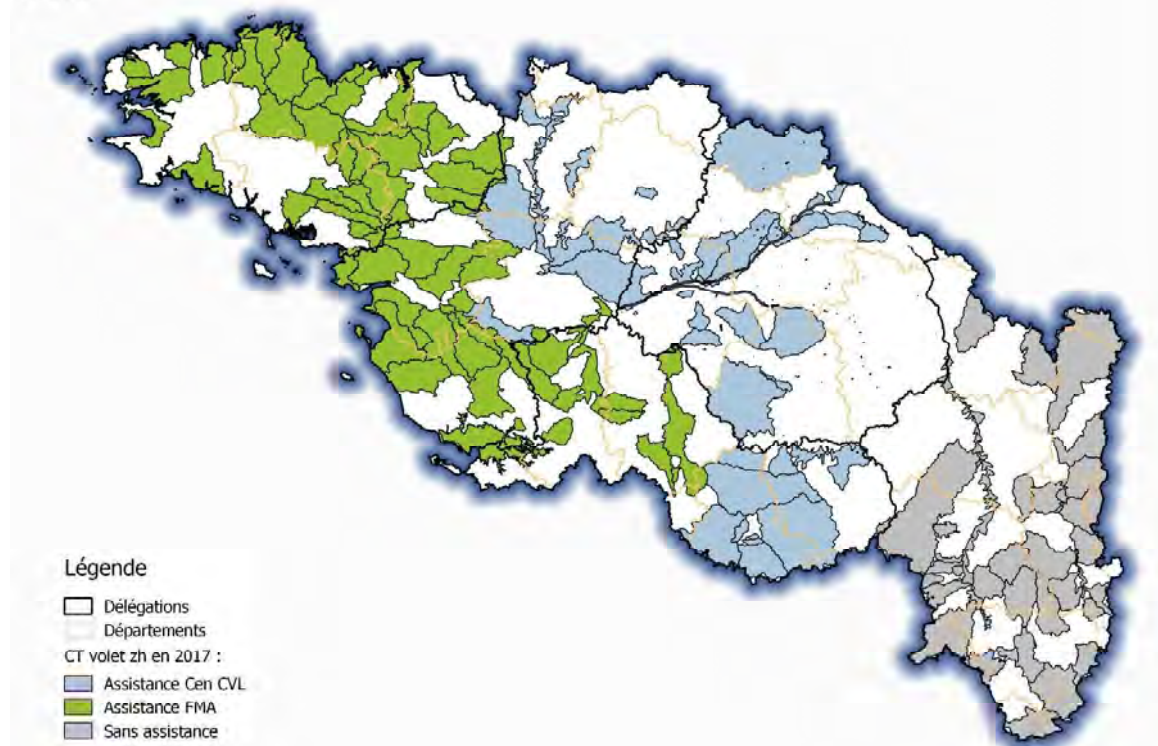 Légende
Délégations
Départements
CT volet zh en 2017 :
Assistance Cen CVL
Assistance FMA
Sans assistance